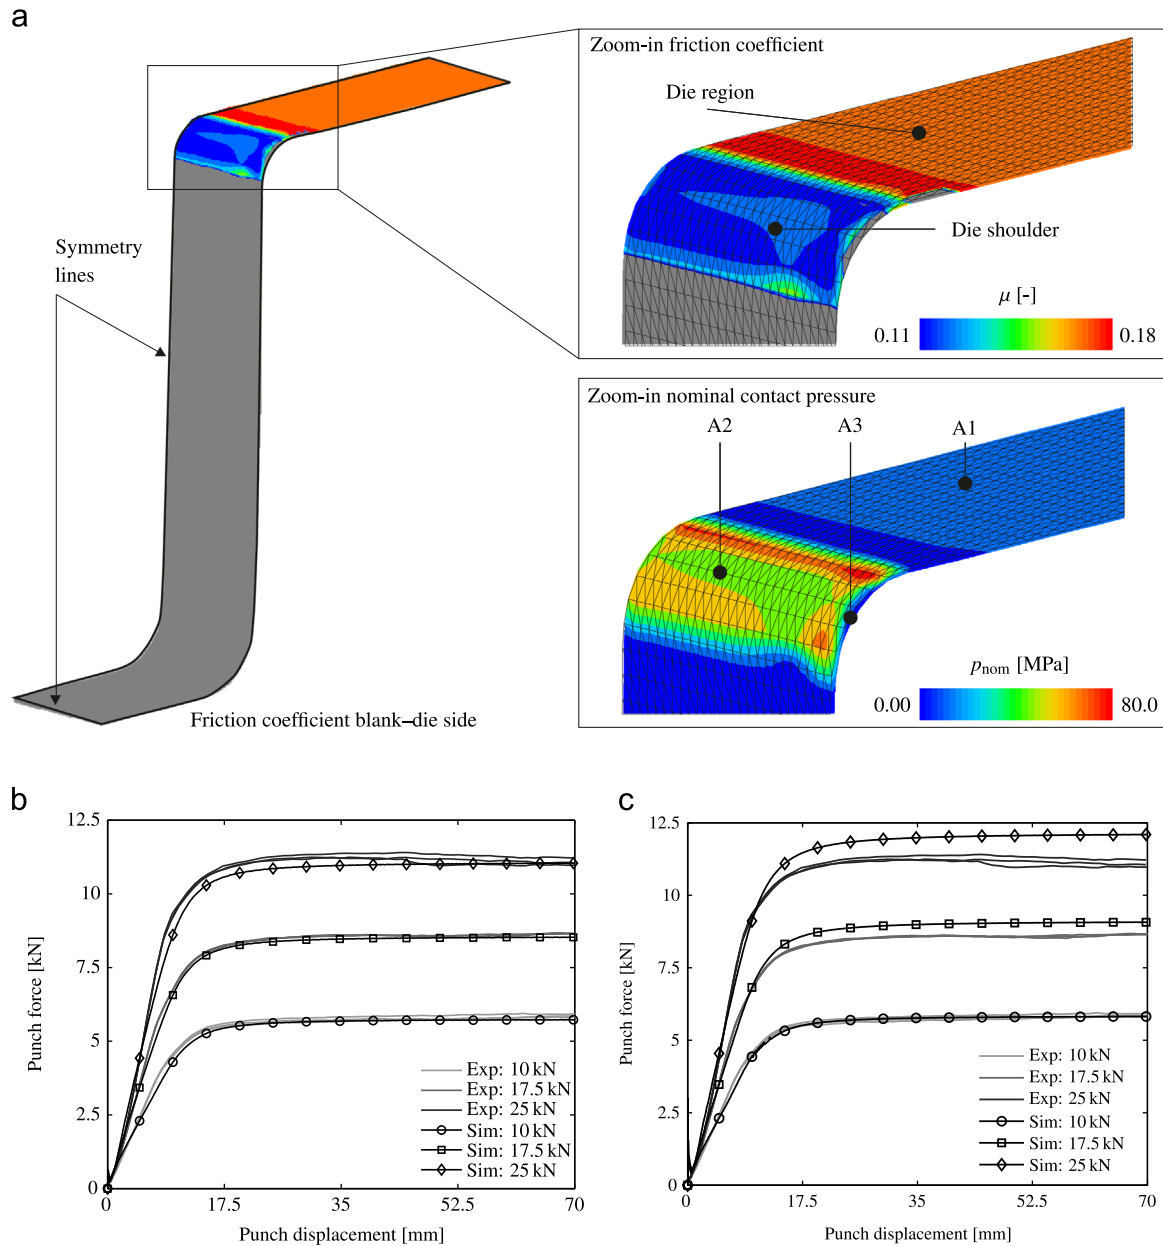 a
Zoom-in friction coefficient
Die region
Die shoulder
μ [-]
0.11
0.18
Symmetry
lines
Zoom-in nominal contact pressure
A2
A3
A1
p_nom [MPa]
0.00
80.0
Friction coefficient blank–die side
b
12.5
10
7.5
5
2.5
0
Punch force [kN]
Exp: 10 kN
Exp: 17.5 kN
Exp: 25 kN
Sim: 10 kN
Sim: 17.5 kN
Sim: 25 kN
0
17.5
35
52.5
70
Punch displacement [mm]
c
12.5
10
7.5
5
2.5
0
Punch force [kN]
Exp: 10 kN
Exp: 17.5 kN
Exp: 25 kN
Sim: 10 kN
Sim: 17.5 kN
Sim: 25 kN
0
17.5
35
52.5
70
Punch displacement [mm]